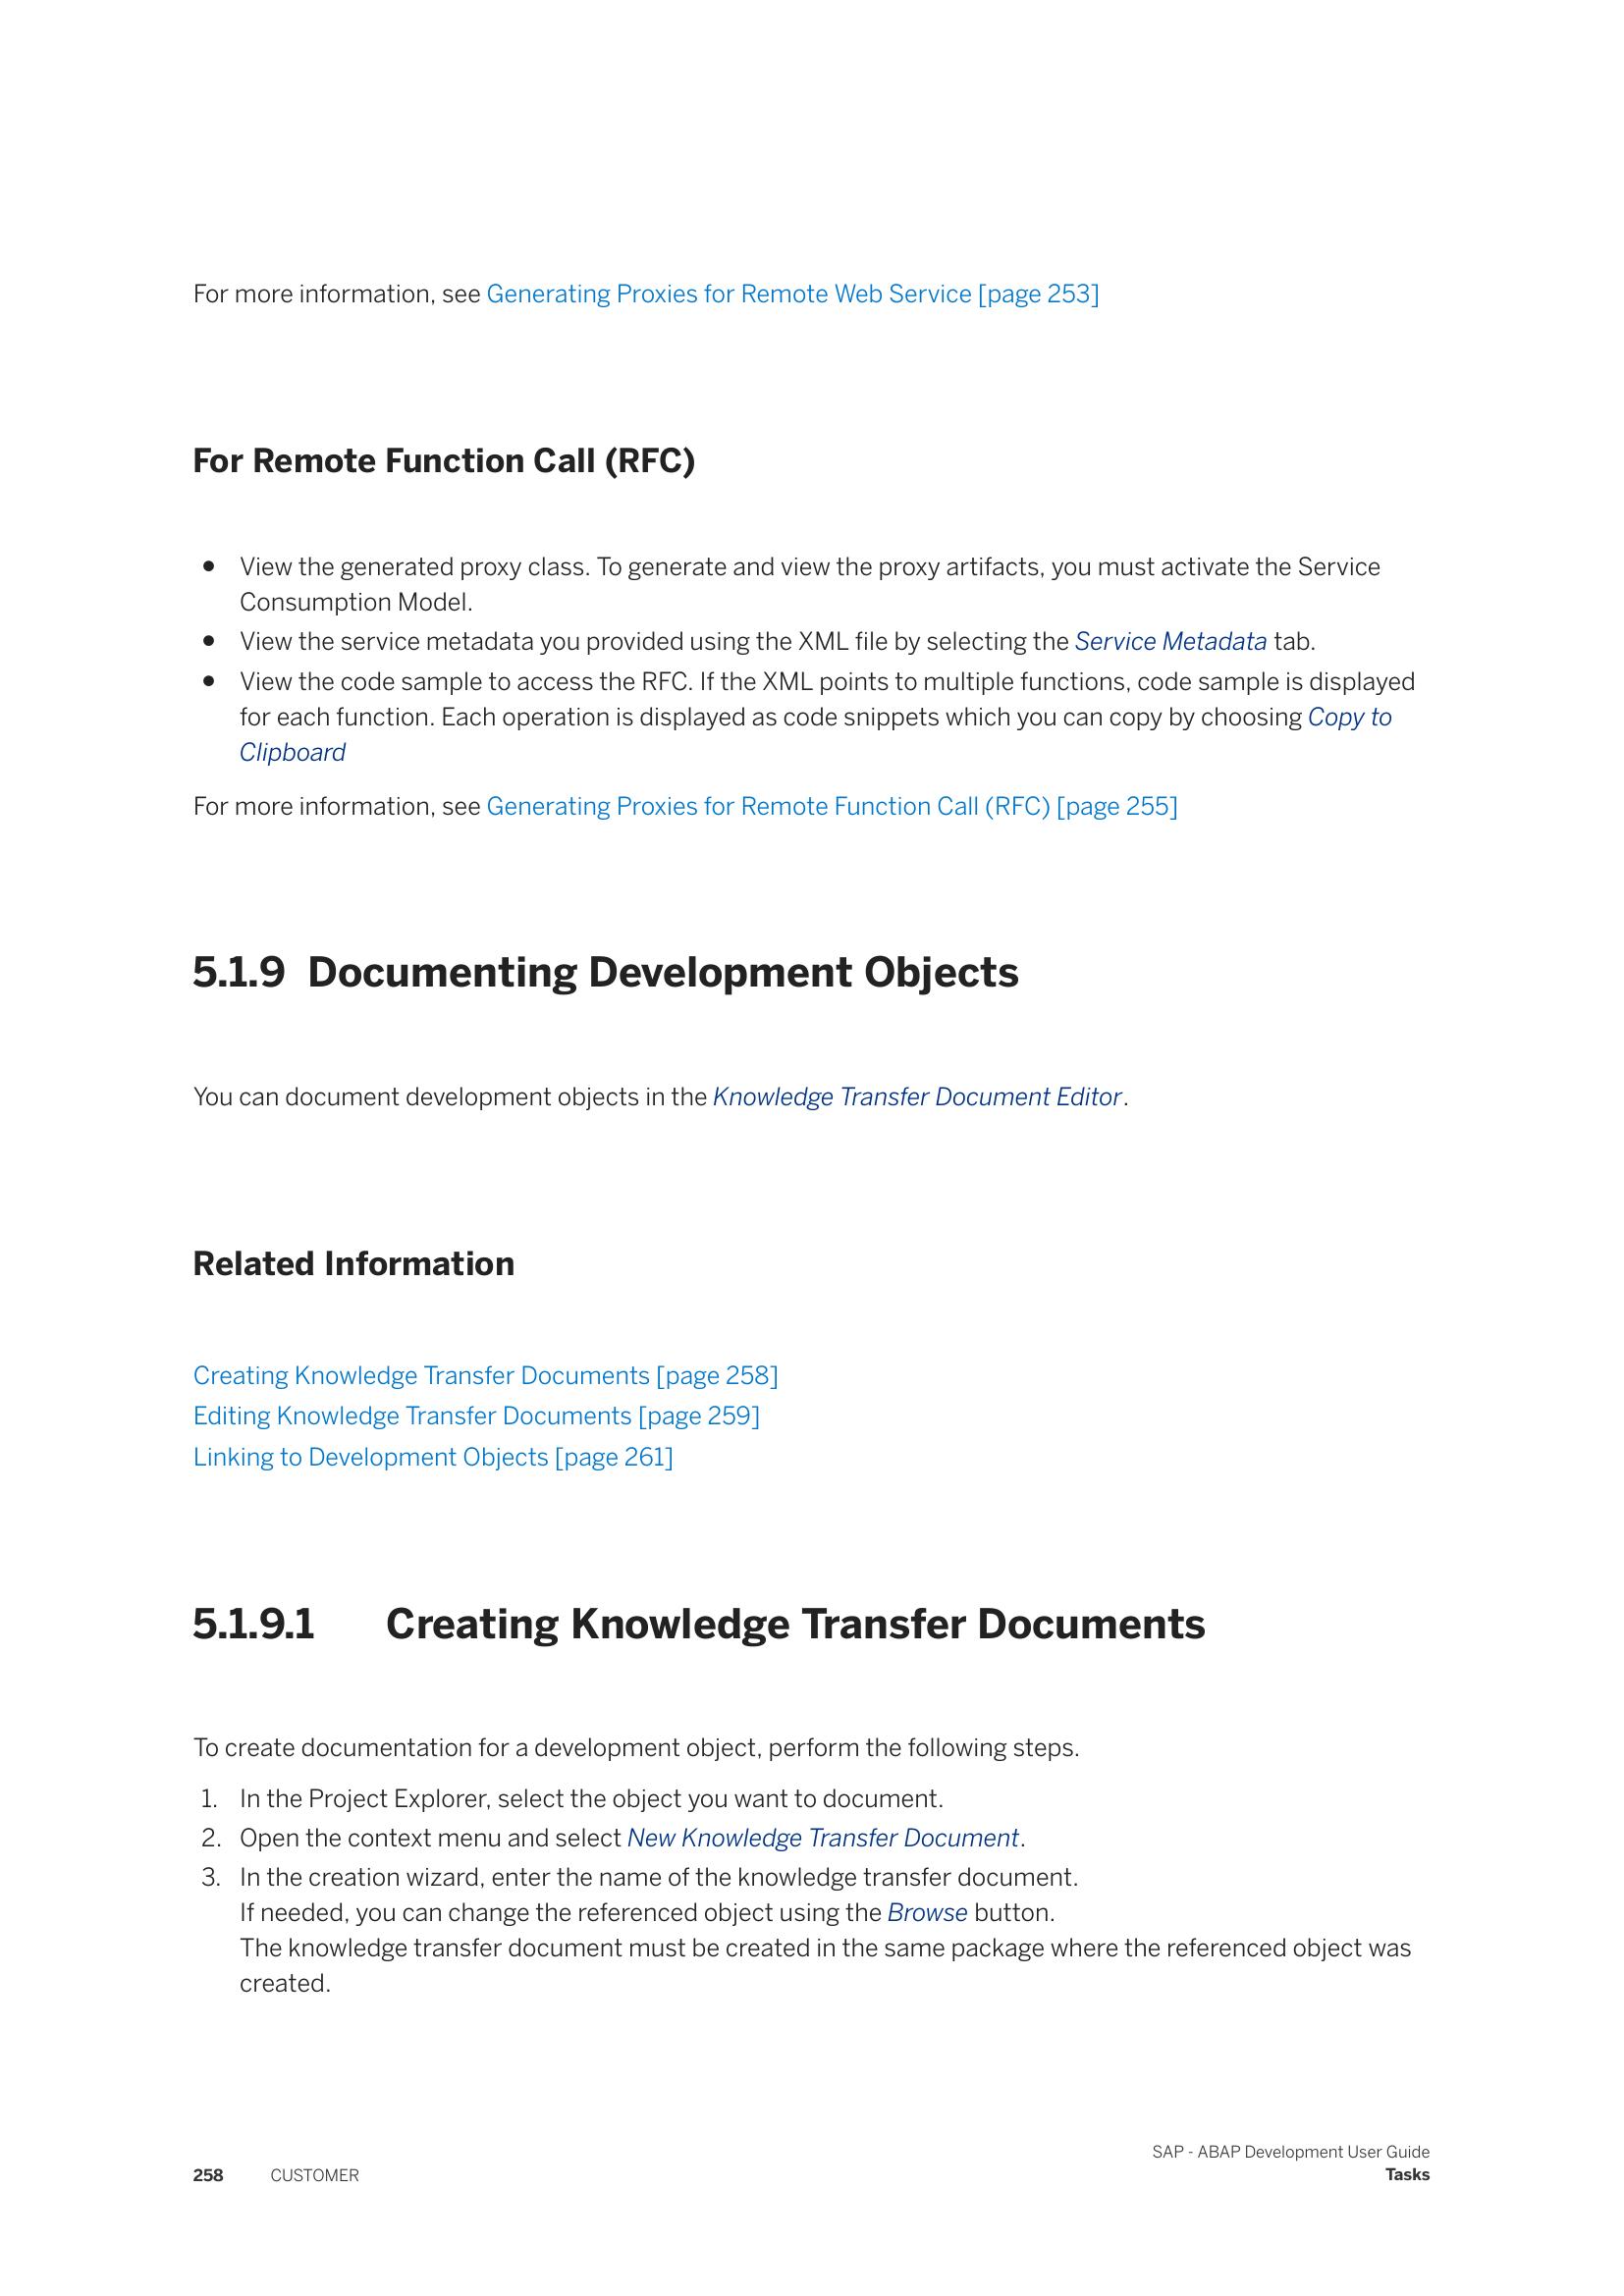 For more information, see Generating Proxies for Remote Web Service [page 253]
For Remote Function Call (RFC)
● View the generated proxy class. To generate and view the proxy artifacts, you must activate the Service
Consumption Model.
● View the service metadata you provided using the XML file by selecting the Service Metadata tab.
● View the code sample to access the RFC. If the XML points to multiple functions, code sample is displayed
for each function. Each operation is displayed as code snippets which you can copy by choosing Copy to
Clipboard
For more information, see Generating Proxies for Remote Function Call (RFC) [page 255]
5.1.9 Documenting Development Objects
You can document development objects in the Knowledge Transfer Document Editor.
Related Information
Creating Knowledge Transfer Documents [page 258]
Editing Knowledge Transfer Documents [page 259]
Linking to Development Objects [page 261]
5.1.9.1 Creating Knowledge Transfer Documents
To create documentation for a development object, perform the following steps.
1. In the Project Explorer, select the object you want to document.
2. Open the context menu and select New Knowledge Transfer Document.
3. In the creation wizard, enter the name of the knowledge transfer document.
If needed, you can change the referenced object using the Browse button.
The knowledge transfer document must be created in the same package where the referenced object was
created.
SAP - ABAP Development User Guide
258 CUSTOMER Tasks